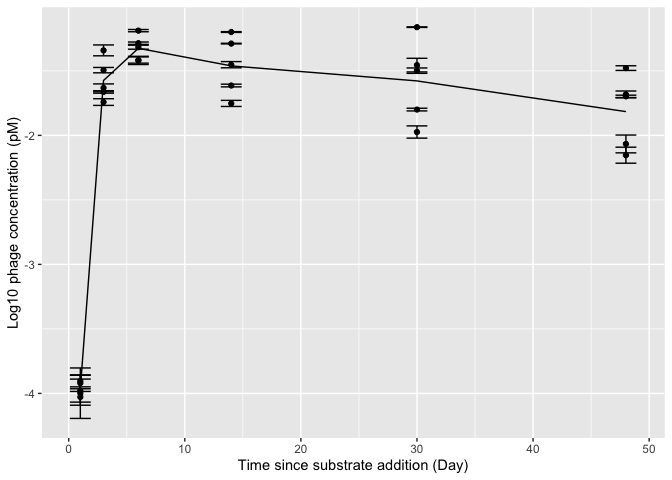 Log10 phage concentration (pM)
-2
-3
-4
0 10 20 30 40 50
Time since substrate addition (Day)